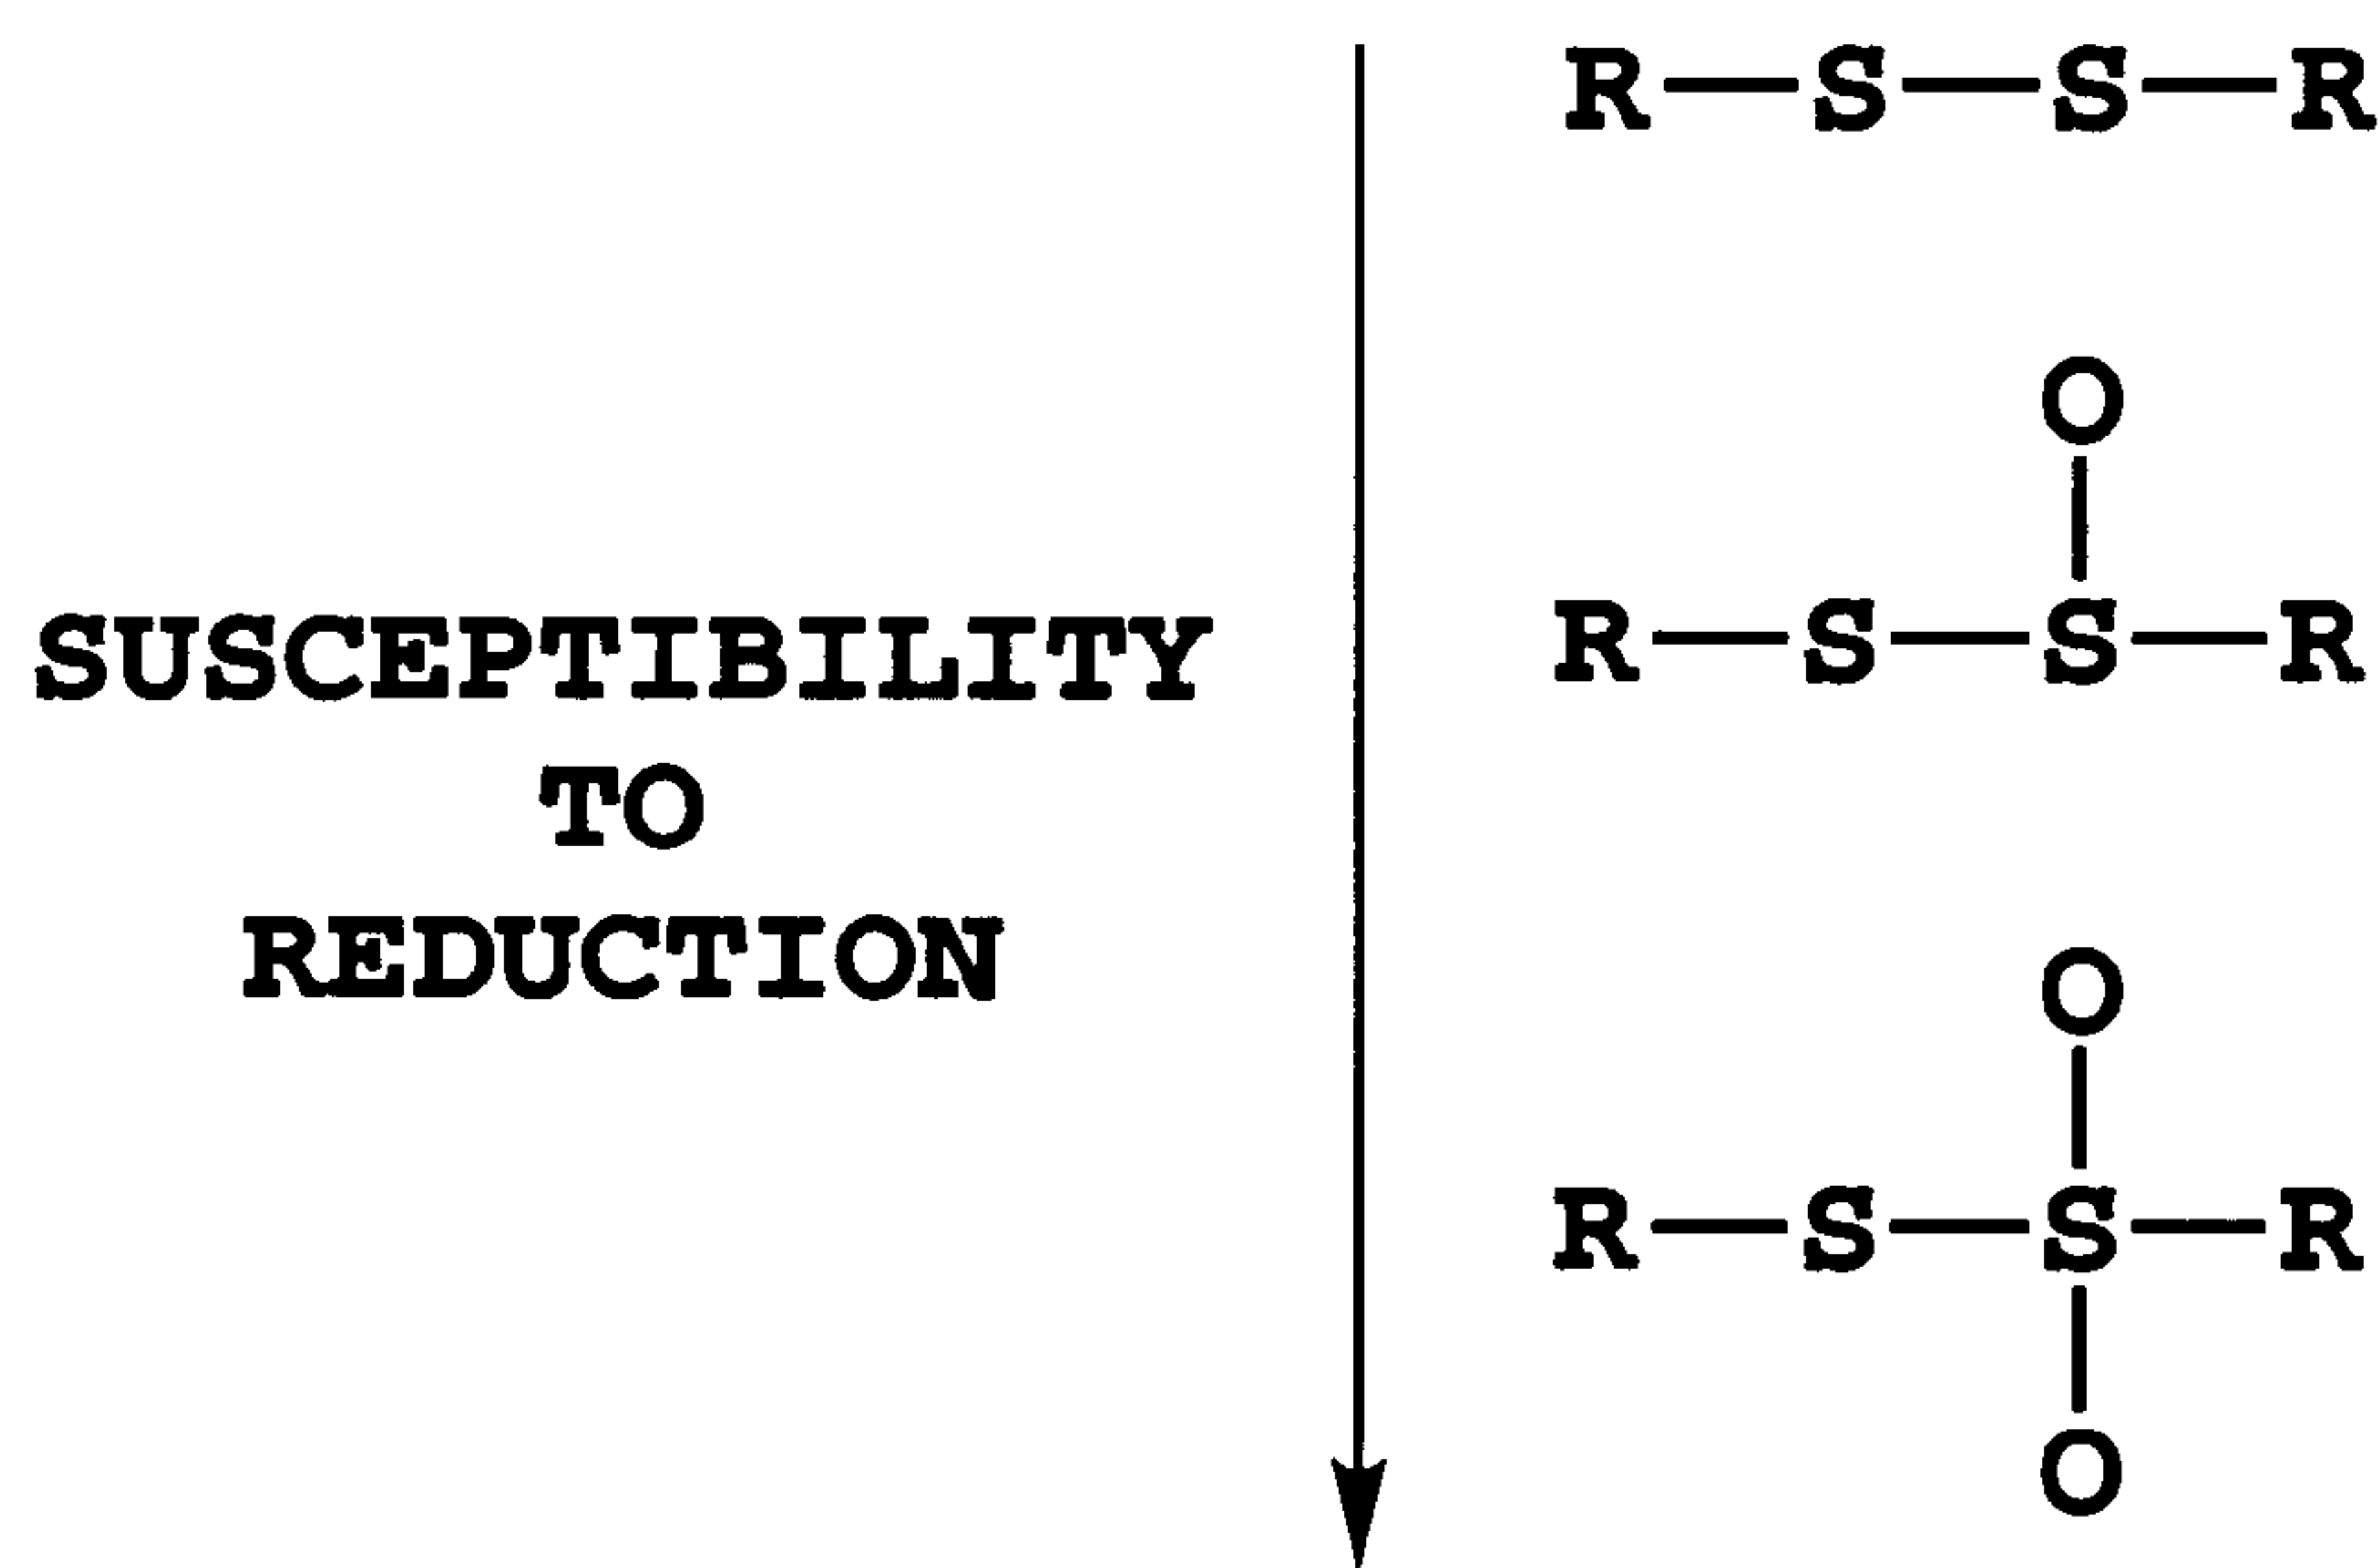 R—S—S—R
O
R—S—S—R
SUSCEPTIBILITY
TO
REDUCTION
O
R—S—S—R
O